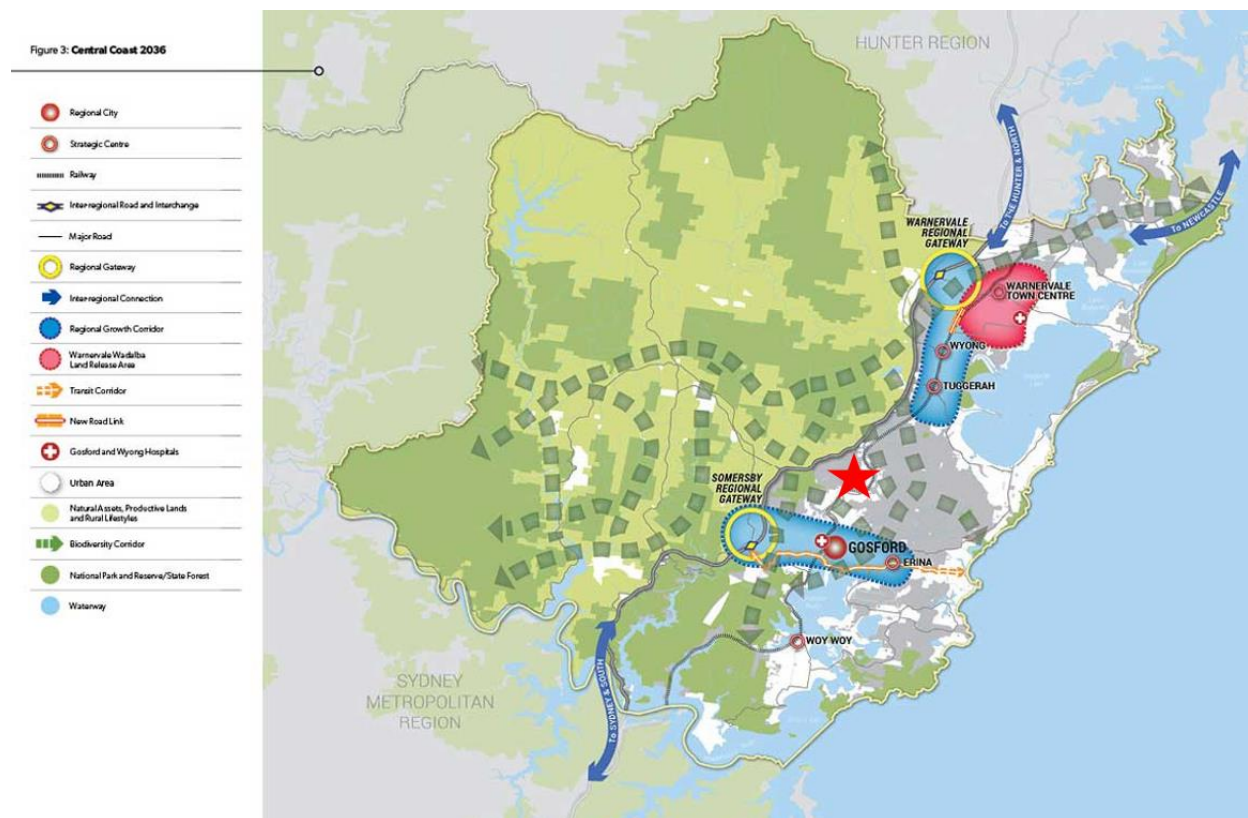 Figure 3: Central Coast 2036
Regional City
Strategic Centre
Railway
Inter-regional Road and Interchange
Major Road
Regional Gateway
Inter-regional Connection
Regional Growth Corridor
Warnervale Wadalba
Land Release Area
Transit Corridor
New Road Link
Gosford and Wyong Hospitals
Urban Area
Natural Assets, Productive Lands
and Rural Lifestyles
Biodiversity Corridor
National Park and Reserve/State Forest
Waterway
HUNTER REGION
To THE HUNTER & NORTH
To NEWCASTLE
WARNERVALE
REGIONAL
GATEWAY
WARNERVALE
TOWN CENTRE
WYONG
TUGGERAH
SOMERSBY
REGIONAL
GATEWAY
GOSFORD
ERINA
WOY WOY
SYDNEY
METROPOLITAN
REGION
To SYDNEY & SOUTH